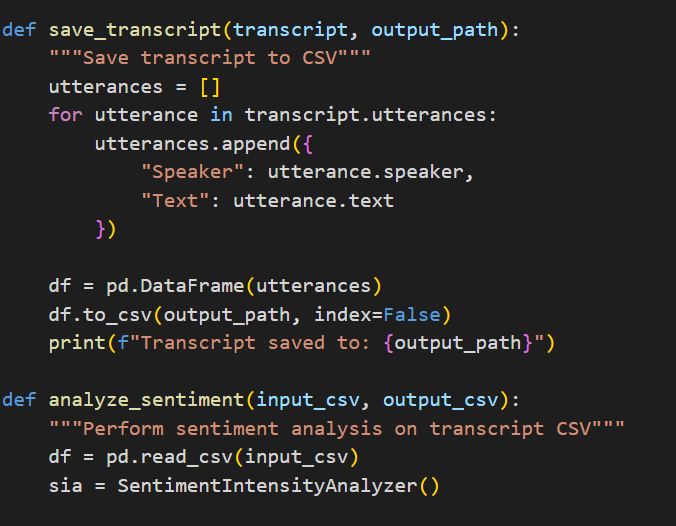 def save_transcript(transcript, output_path):
    """Save transcript to CSV"""
    utterances = []
    for utterance in transcript.utterances:
        utterances.append({
            "Speaker": utterance.speaker,
            "Text": utterance.text
        })

    df = pd.DataFrame(utterances)
    df.to_csv(output_path, index=False)
    print(f"Transcript saved to: {output_path}")

def analyze_sentiment(input_csv, output_csv):
    """Perform sentiment analysis on transcript CSV"""
    df = pd.read_csv(input_csv)
    sia = SentimentIntensityAnalyzer()